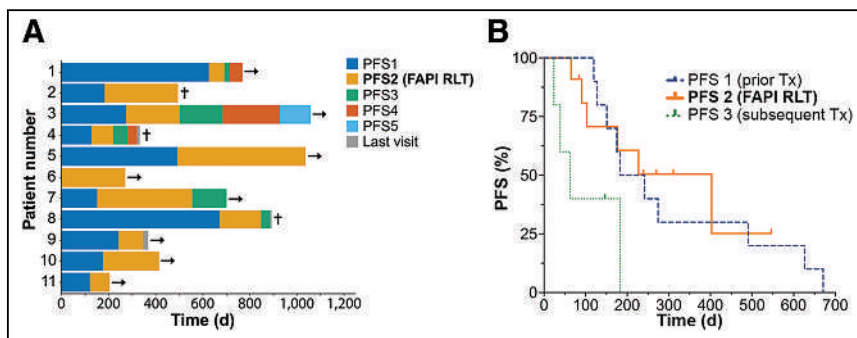 A
Patient number
1
2
3
4
5
6
7
8
9
10
11
0
200
400
600
800
1,000
1,200
Time (d)
PFS1
PFS2 (FAPI RLT)
PFS3
PFS4
PFS5
Last visit
B
PFS (%)
100
75
50
25
0
0
100
200
300
400
500
600
700
Time (d)
PFS 1 (prior Tx)
PFS 2 (FAPI RLT)
PFS 3 (subsequent Tx)